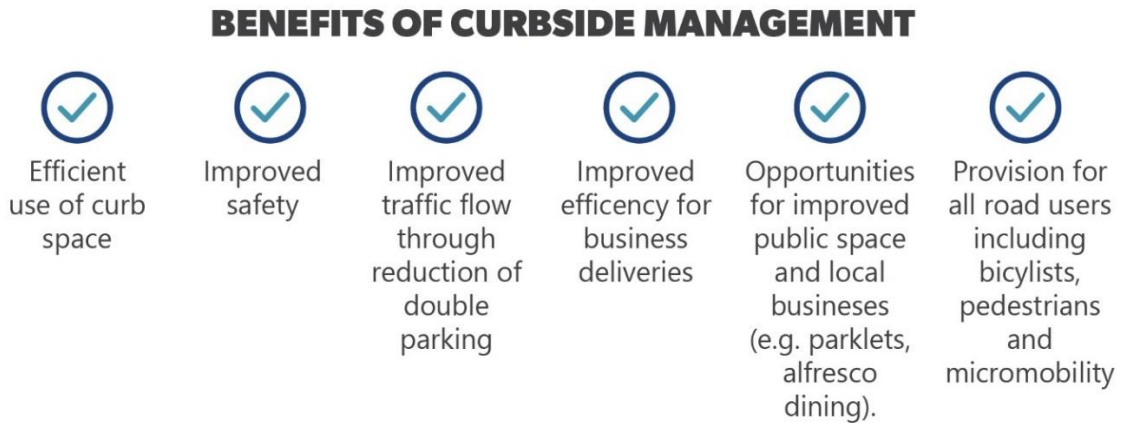 BENEFITS OF CURBSIDE MANAGEMENT
Efficient
use of curb
space
Improved
safety
Improved
traffic flow
through
reduction of
double
parking
Improved
efficency for
business
deliveries
Opportunities
for improved
public space
and local
busineses
(e.g. parklets,
alfresco
dining).
Provision for
all road users
including
bicylists,
pedestrians
and
micromobility